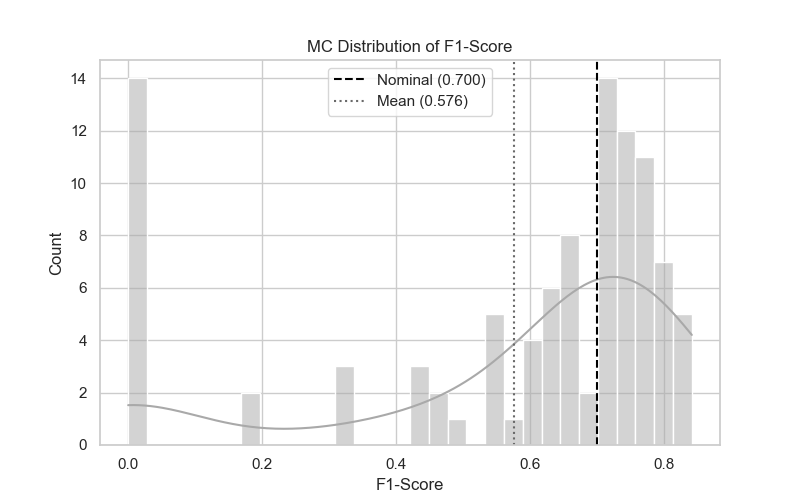 MC Distribution of F1-Score
Nominal (0.700)
Mean (0.576)
14
12
10
8
6
4
2
0
Count
0.0 0.2 0.4 0.6 0.8
F1-Score